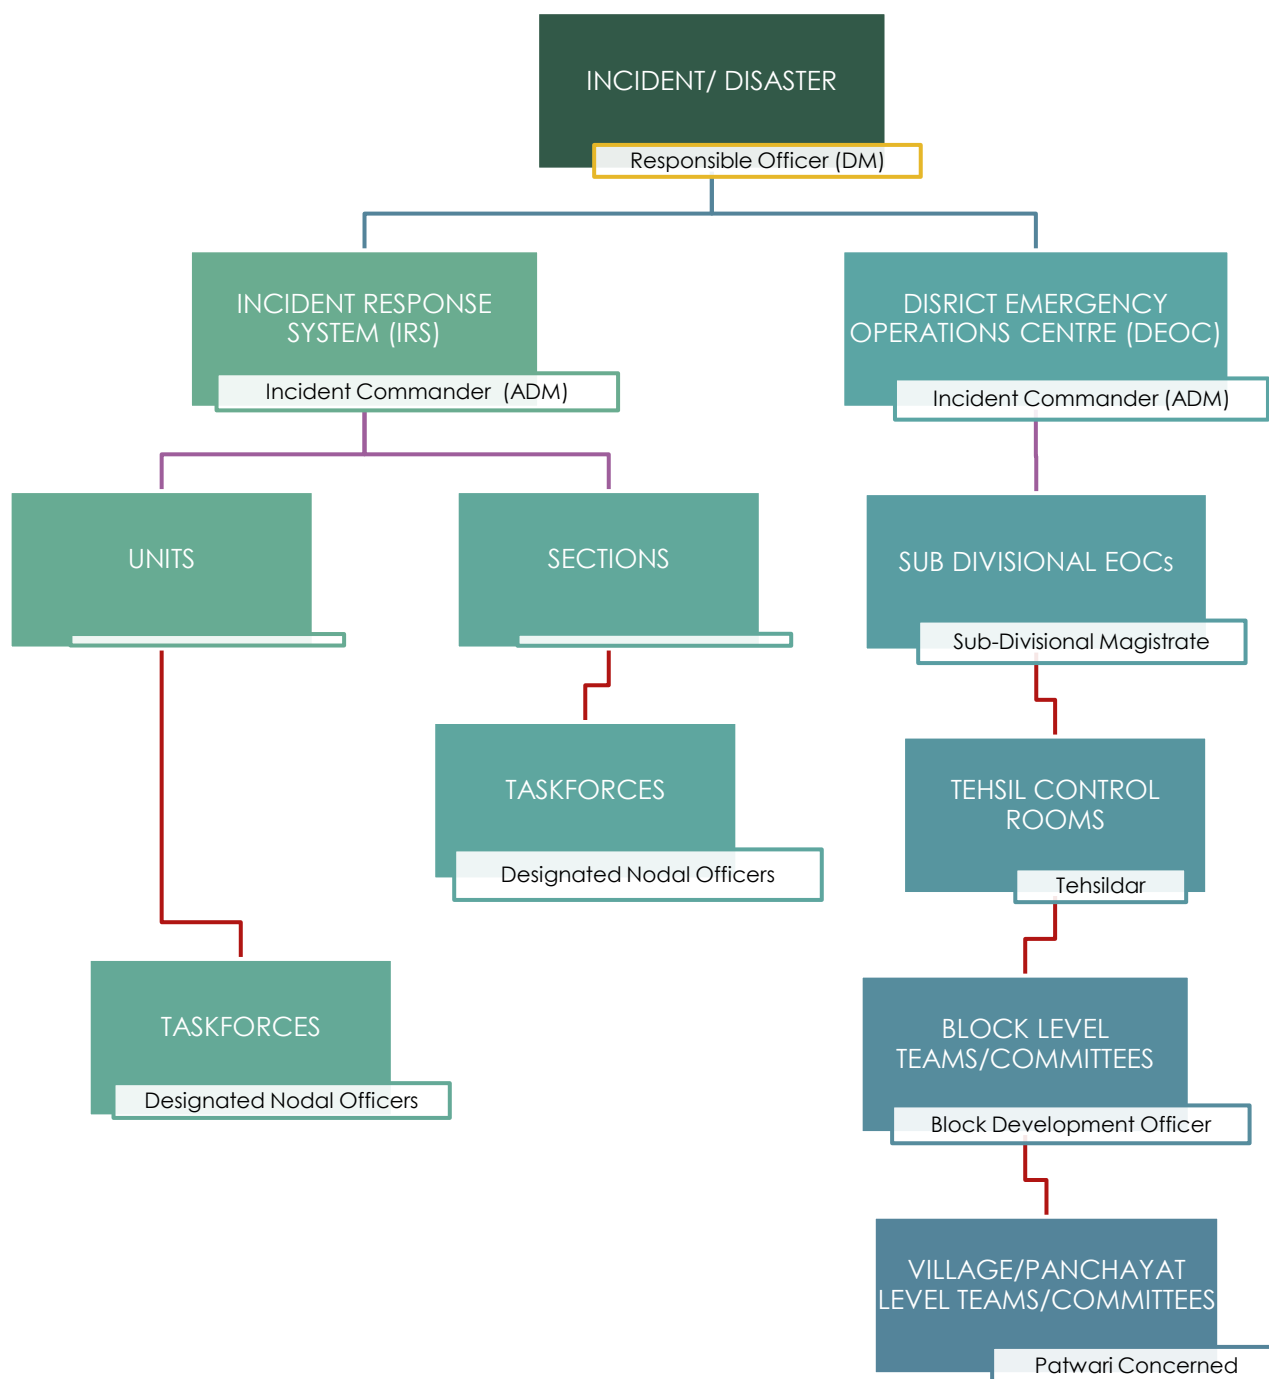 INCIDENT/ DISASTER
Responsible Officer (DM)
INCIDENT RESPONSE
SYSTEM (IRS)
Incident Commander (ADM)
DISRICT EMERGENCY
OPERATIONS CENTRE (DEOC)
Incident Commander (ADM)
UNITS
SECTIONS
SUB DIVISIONAL EOCs
Sub-Divisional Magistrate
TASKFORCES
Designated Nodal Officers
TEHSIL CONTROL
ROOMS
Tehsildar
TASKFORCES
Designated Nodal Officers
BLOCK LEVEL
TEAMS/COMMITTEES
Block Development Officer
VILLAGE/PANCHAYAT
LEVEL TEAMS/COMMITTEES
Patwari Concerned